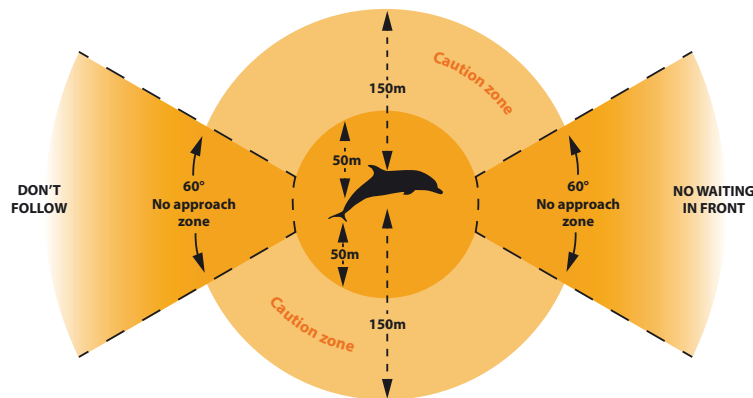 Caution zone
150m
50m
DON'T
FOLLOW
60°
No approach
zone
60°
No approach
zone
NO WAITING
IN FRONT
50m
Caution zone
150m